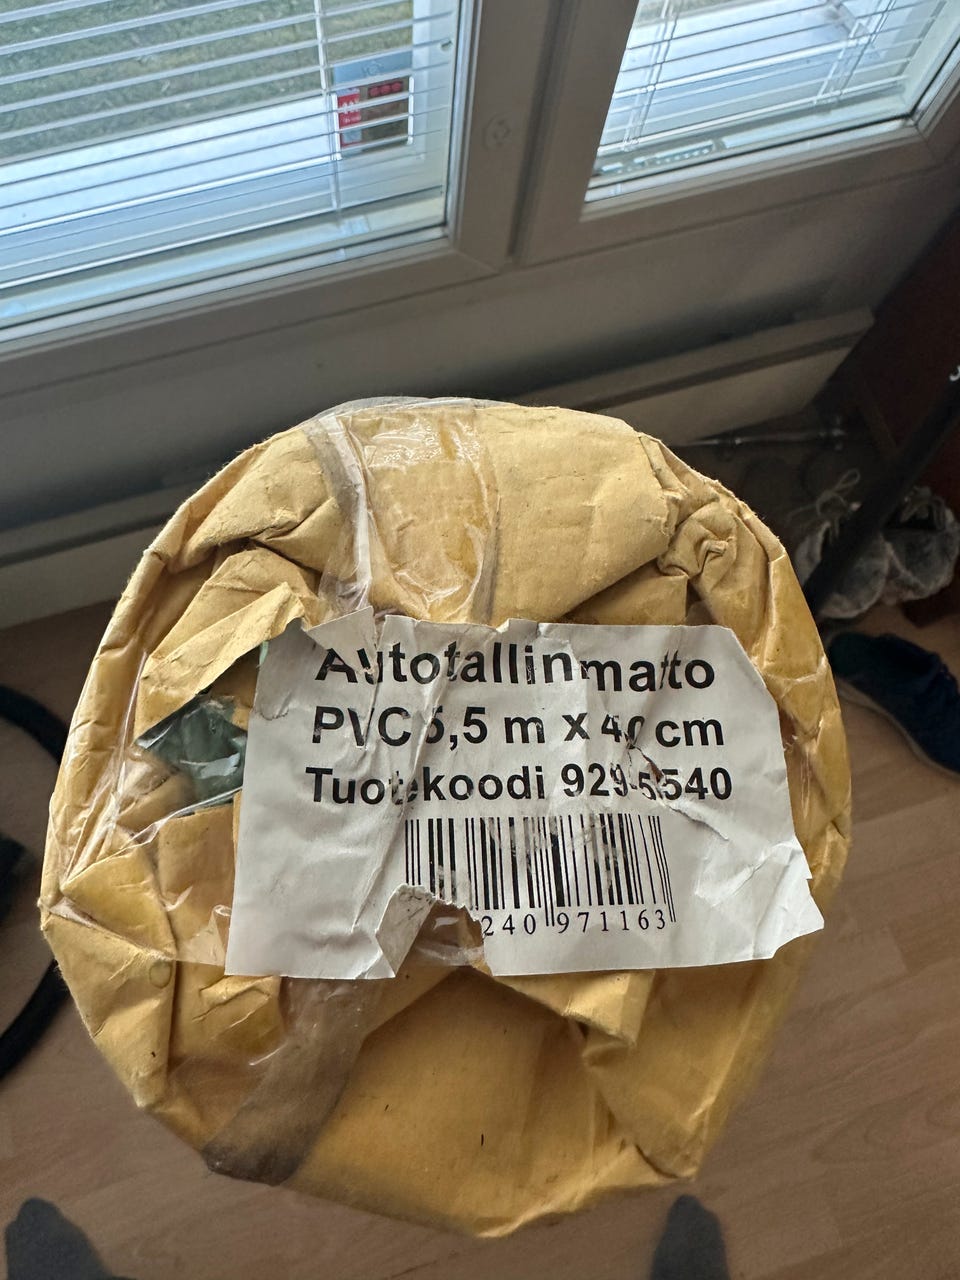 Autotallinmatto
PVC 5,5 m x 40 cm
Tuotekoodi 929-5540
240 971163